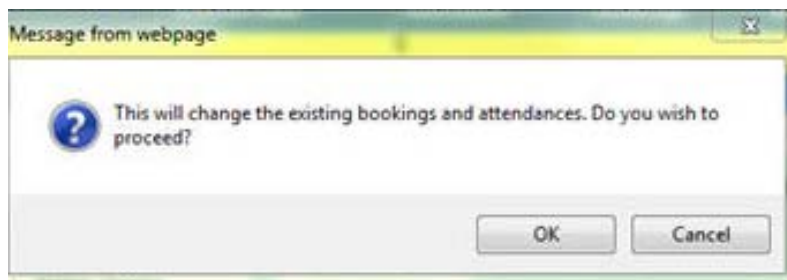 Message from webpage
This will change the existing bookings and attendances. Do you wish to
proceed?
OK
Cancel